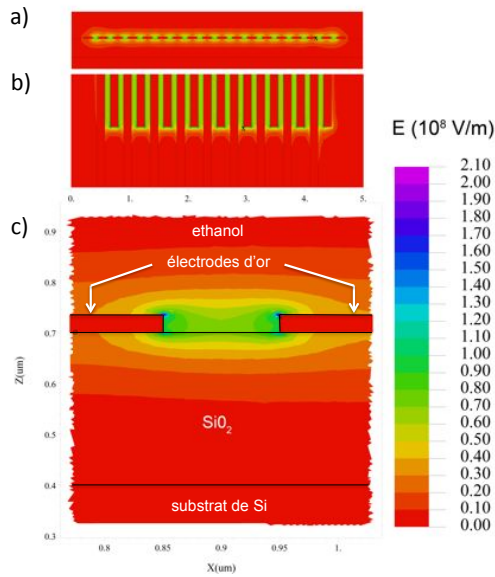 a)
b)
0. 1. 2. 3. 4. 5.
c)
ethanol
électrodes d'or
Si0₂
substrat de Si
0.9
0.8
0.7
0.6
0.5
0.4
0.3
Z(um)
0.8 0.85 0.9 0.95 1.
X(um)
E (10⁸ V/m)
2.10
2.00
1.90
1.80
1.70
1.60
1.50
1.40
1.30
1.20
1.10
1.00
0.90
0.80
0.70
0.60
0.50
0.40
0.30
0.20
0.10
0.00